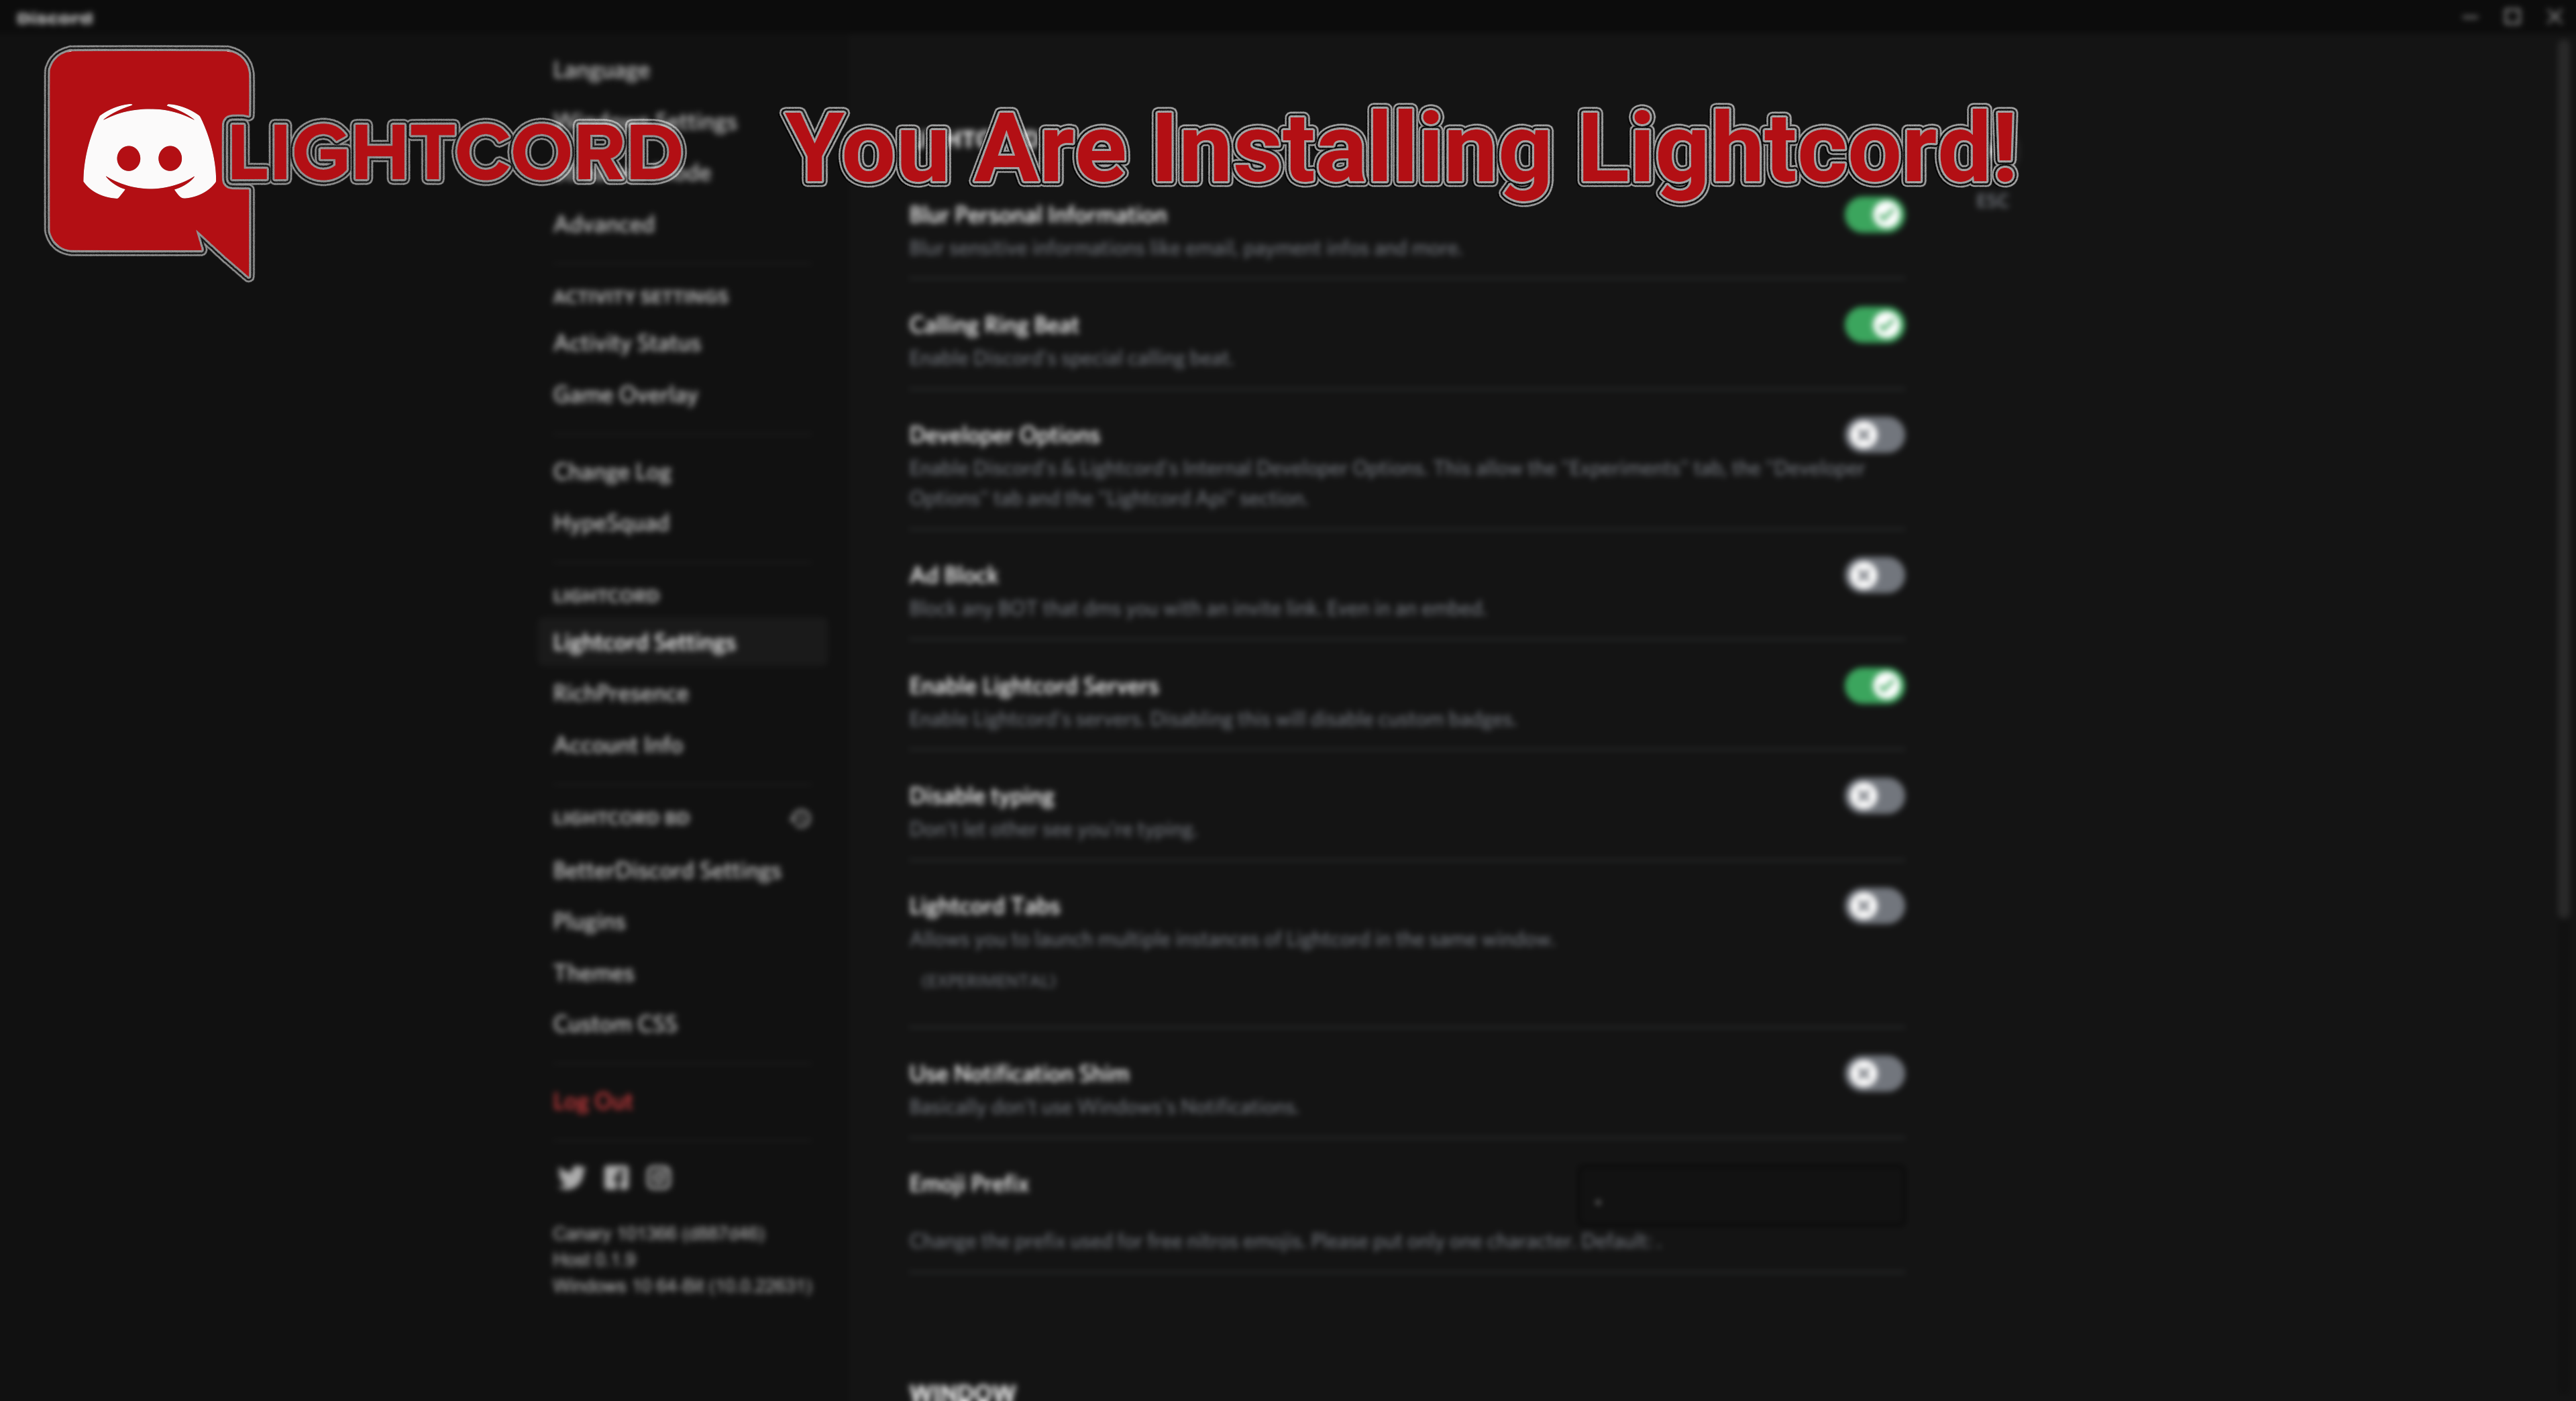 Discord
LIGHTCORD
You Are Installing Lightcord!
Language
Settings
Advanced
ACTIVITY SETTINGS
Activity Status
Game Overlay
Change Log
HypeSquad
LIGHTCORD
Lightcord Settings
RichPresence
Account Info
LIGHTCORD BD
BetterDiscord Settings
Plugins
Themes
Custom CSS
Log Out
Canary 101366 (d887d46)
Host 0.1.9
Windows 10 64-Bit (10.0.22631)
ESC
Blur Personal Information
Blur sensitive informations like email, payment infos and more.
Calling Ring Beat
Enable Discord's special calling beat.
Developer Options
Enable Discord's & Lightcord's Internal Developer Options. This allow the "Experiments" tab, the "Developer
Options" tab and the "Lightcord Api" section.
Ad Block
Block any BOT that dms you with an invite link. Even in an embed.
Enable Lightcord Servers
Enable Lightcord's servers. Disabling this will disable custom badges.
Disable typing
Don't let other see you're typing.
Lightcord Tabs
Allows you to launch multiple instances of Lightcord in the same window.
(EXPERIMENTAL)
Use Notification Shim
Basically don't use Windows's Notifications.
Emoji Prefix
.
Change the prefix used for free nitros emojis. Please put only one character. Default: .
WINDOW